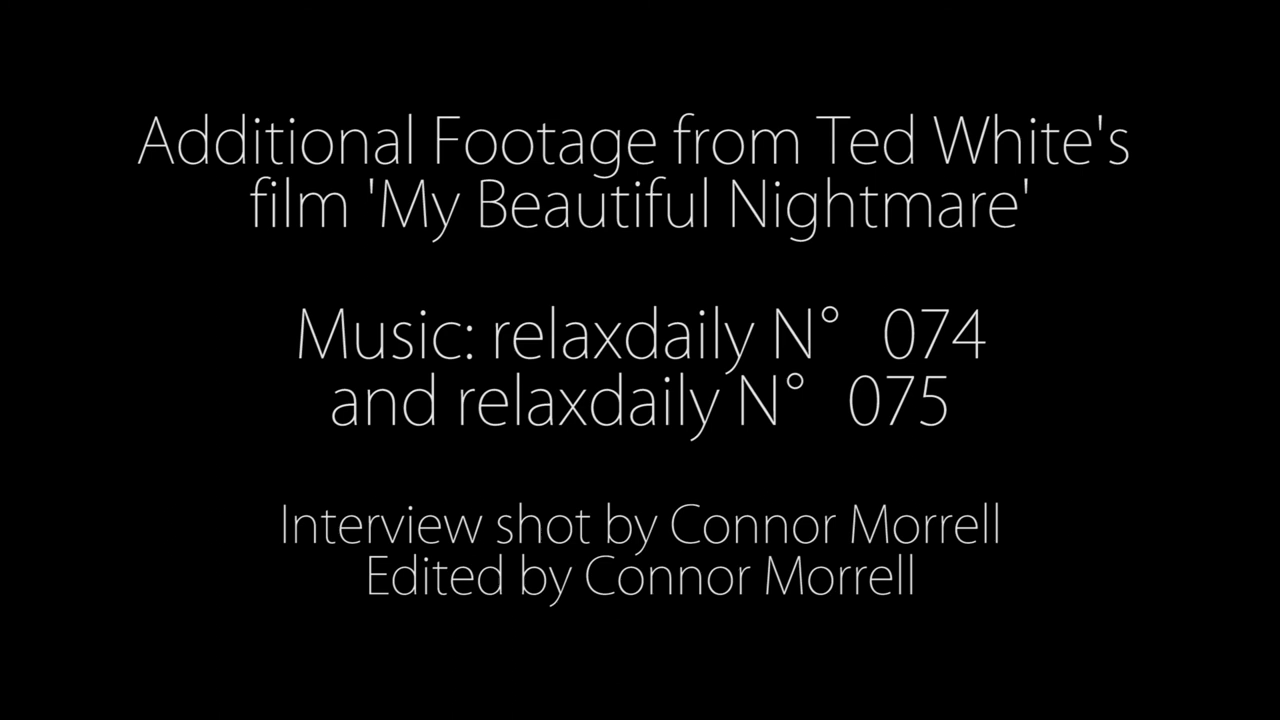 Additional Footage from Ted White's
film 'My Beautiful Nightmare'
Music: relaxdaily N° 074
and relaxdaily N° 075
Interview shot by Connor Morrell
Edited by Connor Morrell